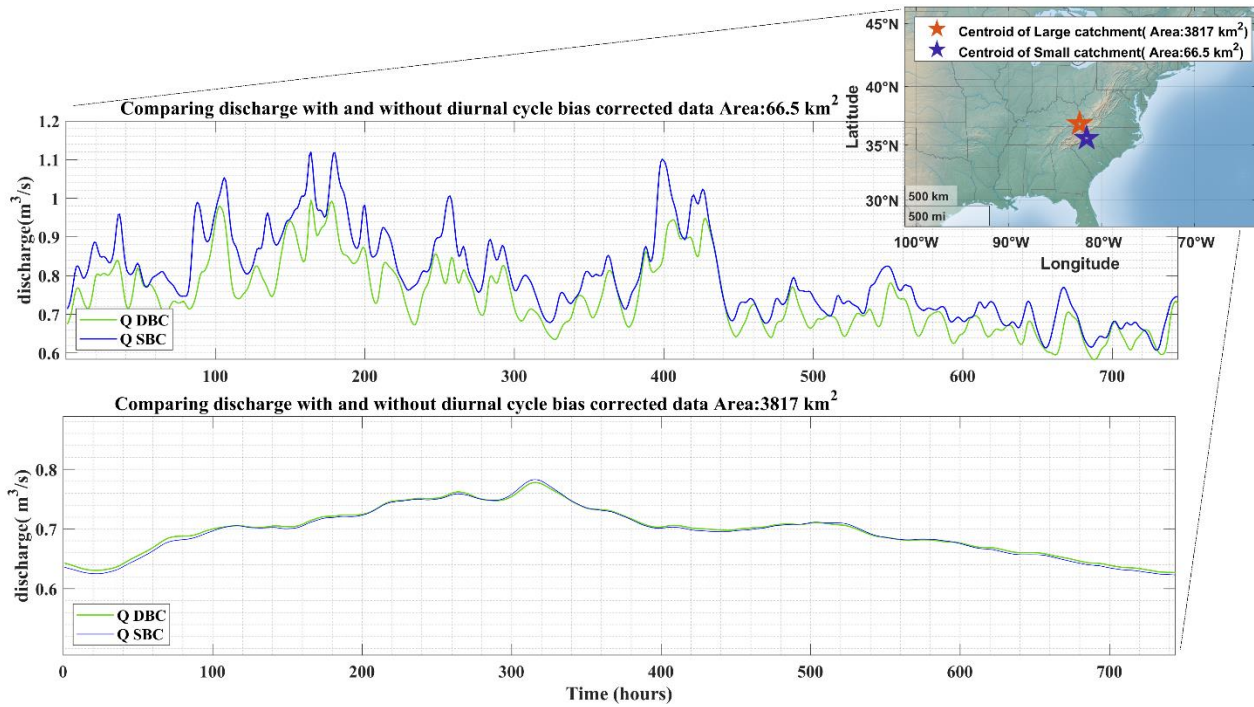 45°N
Centroid of Large catchment( Area:3817 km²)
Centroid of Small catchment( Area:66.5 km²)
40°N
Latitude
35°N
30°N
500 km
500 mi
100°W 90°W 80°W 70°W
Longitude
Comparing discharge with and without diurnal cycle bias corrected data Area:66.5 km²
1.2
1.1
1
0.9
0.8
0.7
0.6
discharge(m³/s)
Q DBC
Q SBC
100 200 300 400 500 600 700
Comparing discharge with and without diurnal cycle bias corrected data Area:3817 km²
0.8
0.7
0.6
discharge( m³/s)
Q DBC
Q SBC
0 100 200 300 400 500 600 700
Time (hours)